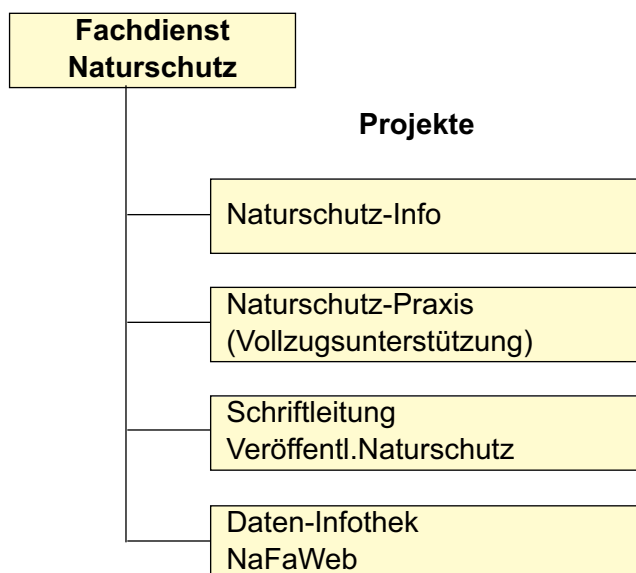 Fachdienst
Naturschutz
Projekte
Naturschutz-Info
Naturschutz-Praxis
(Vollzugsunterstützung)
Schriftleitung
Veröffentl.Naturschutz
Daten-Infothek
NaFaWeb